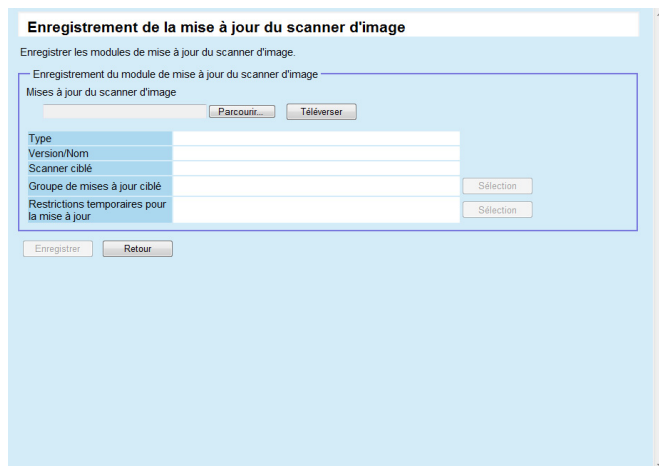 Enregistrement de la mise à jour du scanner d'image
Enregistrer les modules de mise à jour du scanner d'image.
Enregistrement du module de mise à jour du scanner d'image
Mises à jour du scanner d'image
Parcourir... Téléverser
Type
Version/Nom
Scanner ciblé
Groupe de mises à jour ciblé Sélection
Restrictions temporaires pour
la mise à jour Sélection
Enregistrer Retour